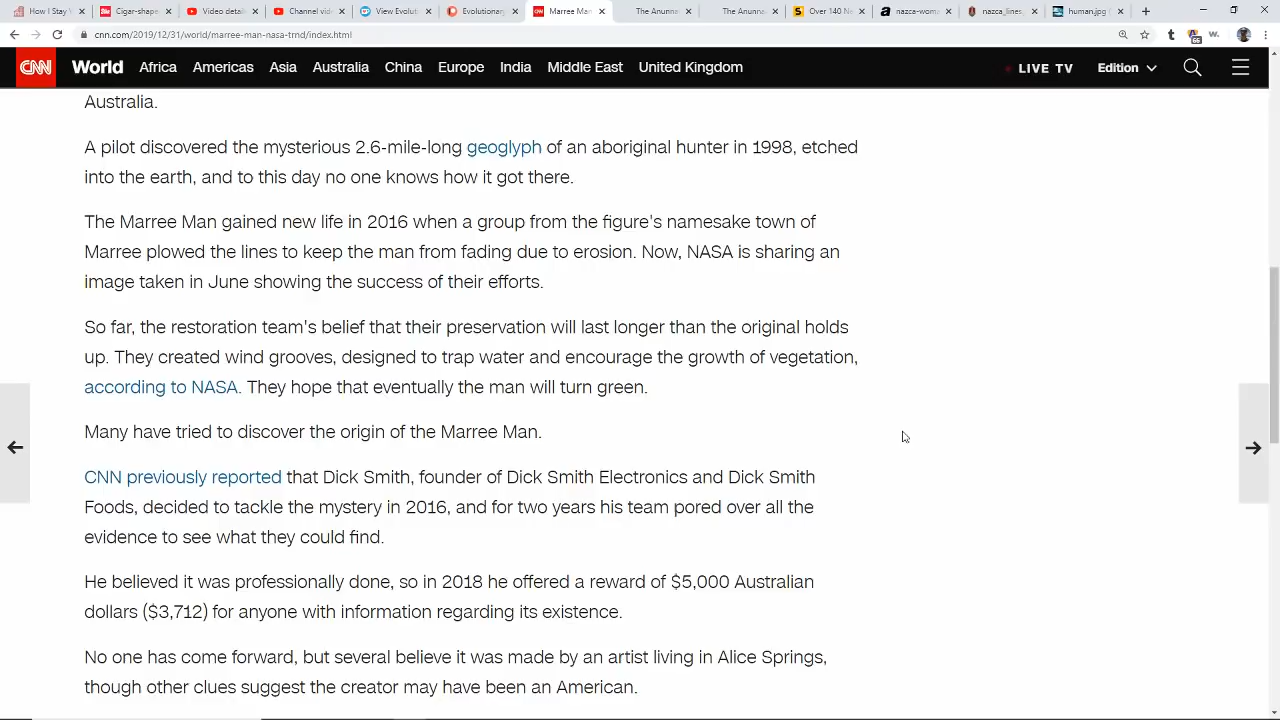 How I Stay
Cigar-shape
Video detai
Channel vid
View Evoluti
Evolutionary
Marree Man
The Anunna
The Anunna
Over 140 Ne
nazca-woma
nazca_lines_
human.jpg (
cnn.com/2019/12/31/world/marree-man-nasa-trnd/index.html
CNN World Africa Americas Asia Australia China Europe India Middle East United Kingdom LIVE TV Edition
Australia.
A pilot discovered the mysterious 2.6-mile-long geoglyph of an aboriginal hunter in 1998, etched
into the earth, and to this day no one knows how it got there.
The Marree Man gained new life in 2016 when a group from the figure's namesake town of
Marree plowed the lines to keep the man from fading due to erosion. Now, NASA is sharing an
image taken in June showing the success of their efforts.
So far, the restoration team's belief that their preservation will last longer than the original holds
up. They created wind grooves, designed to trap water and encourage the growth of vegetation,
according to NASA. They hope that eventually the man will turn green.
Many have tried to discover the origin of the Marree Man.
CNN previously reported that Dick Smith, founder of Dick Smith Electronics and Dick Smith
Foods, decided to tackle the mystery in 2016, and for two years his team pored over all the
evidence to see what they could find.
He believed it was professionally done, so in 2018 he offered a reward of $5,000 Australian
dollars ($3,712) for anyone with information regarding its existence.
No one has come forward, but several believe it was made by an artist living in Alice Springs,
though other clues suggest the creator may have been an American.